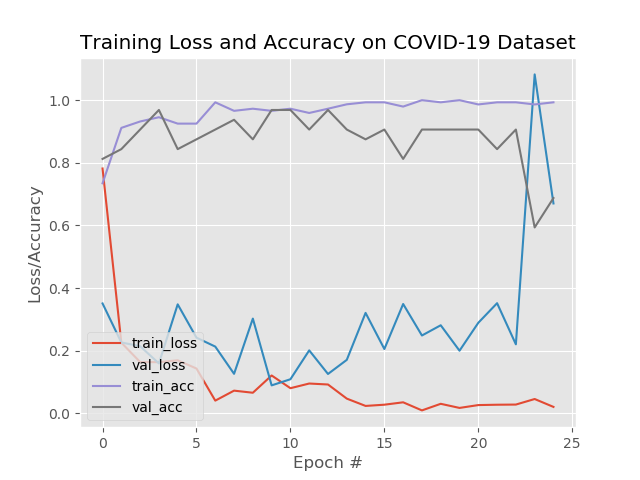 Training Loss and Accuracy on COVID-19 Dataset
Loss/Accuracy
1.0
0.8
0.6
0.4
0.2
0.0
train_loss
val_loss
train_acc
val_acc
0 5 10 15 20 25
Epoch #